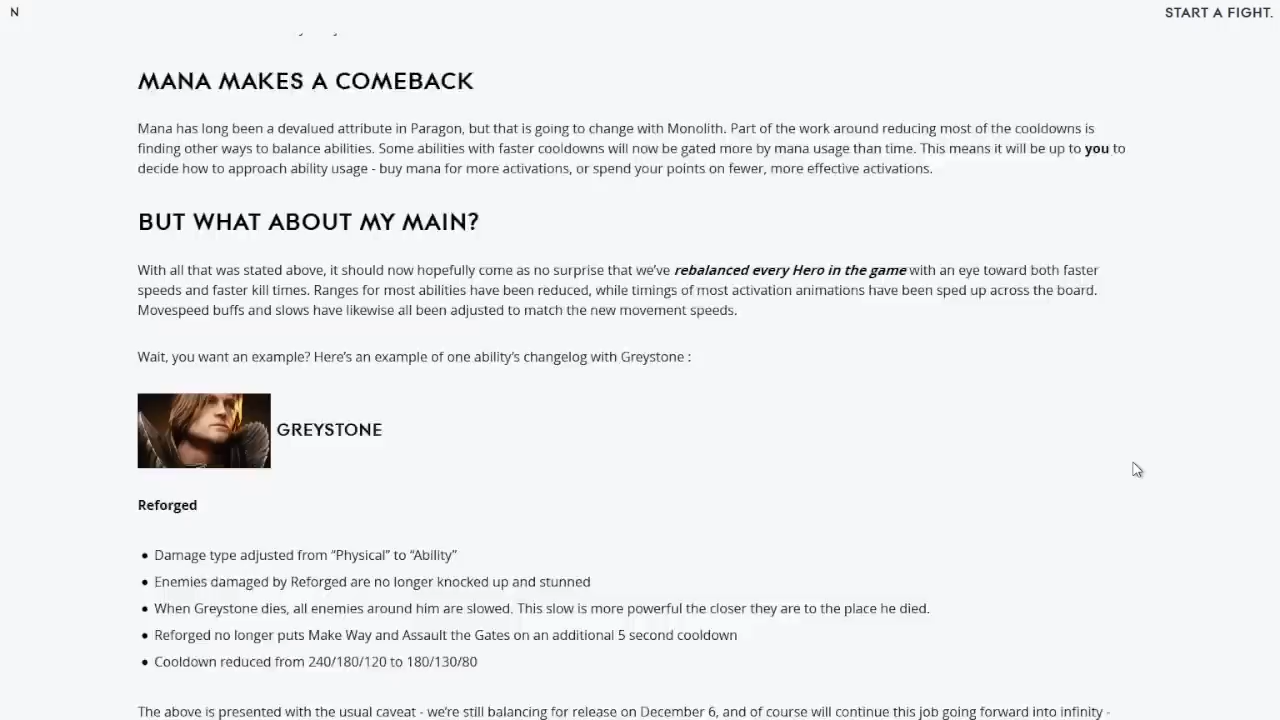 N
START A FIGHT.
MANA MAKES A COMEBACK
Mana has long been a devalued attribute in Paragon, but that is going to change with Monolith. Part of the work around reducing most of the cooldowns is
finding other ways to balance abilities. Some abilities with faster cooldowns will now be gated more by mana usage than time. This means it will be up to you to
decide how to approach ability usage - buy mana for more activations, or spend your points on fewer, more effective activations.
BUT WHAT ABOUT MY MAIN?
With all that was stated above, it should now hopefully come as no surprise that we've rebalanced every Hero in the game with an eye toward both faster
speeds and faster kill times. Ranges for most abilities have been reduced, while timings of most activation animations have been sped up across the board.
Movespeed buffs and slows have likewise all been adjusted to match the new movement speeds.
Wait, you want an example? Here's an example of one ability's changelog with Greystone :
GREYSTONE
Reforged
• Damage type adjusted from “Physical” to “Ability”
• Enemies damaged by Reforged are no longer knocked up and stunned
• When Greystone dies, all enemies around him are slowed. This slow is more powerful the closer they are to the place he died.
• Reforged no longer puts Make Way and Assault the Gates on an additional 5 second cooldown
• Cooldown reduced from 240/180/120 to 180/130/80
The above is presented with the usual caveat - we're still balancing for release on December 6, and of course will continue this job going forward into infinity -